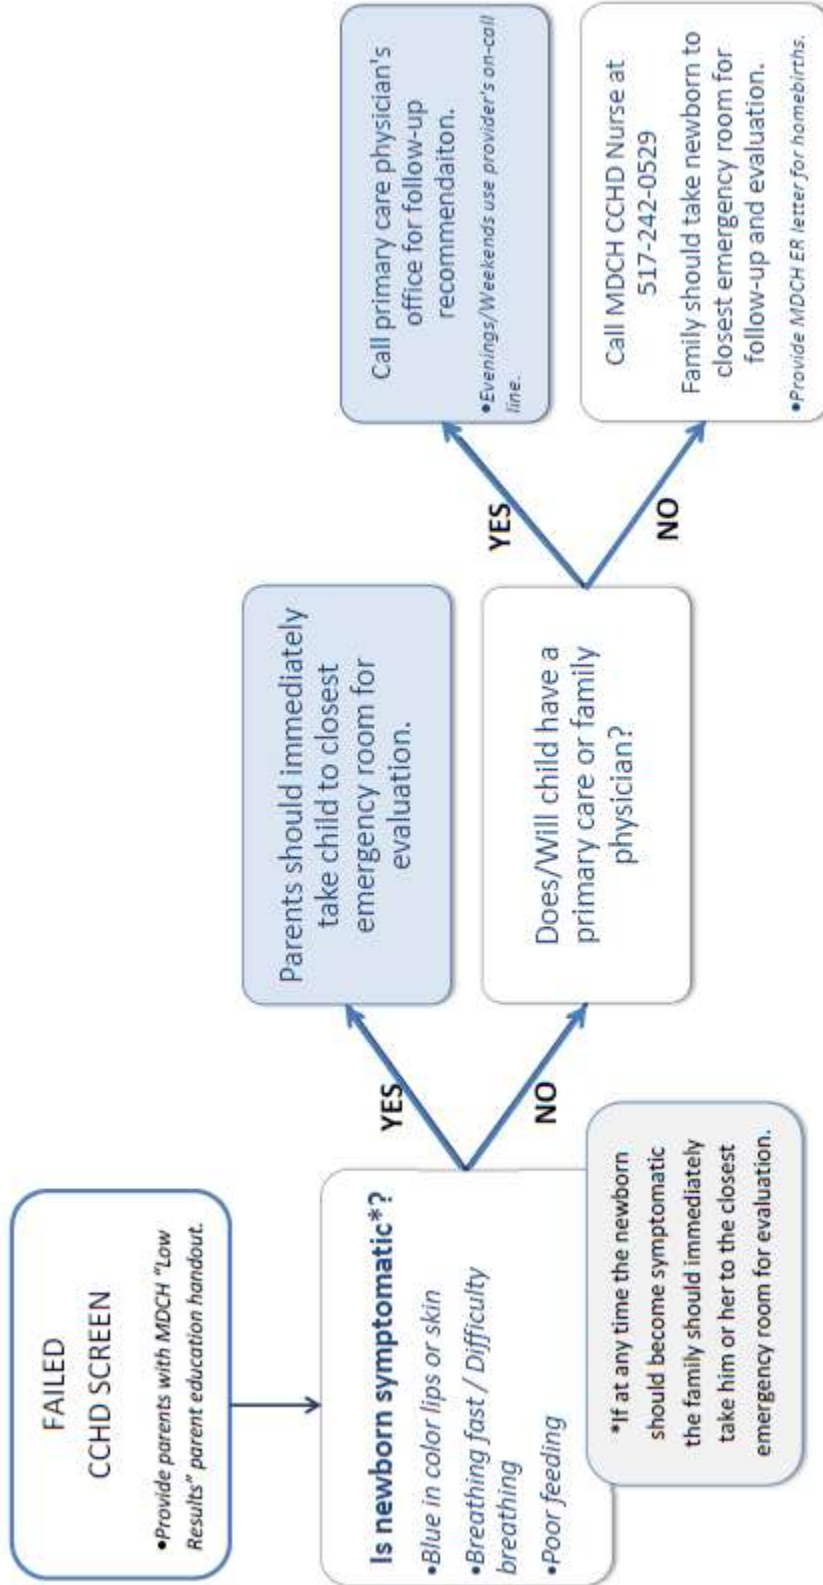 FAILED
CCHD SCREEN
•Provide parents with MDCH "Low
Results" parent education handout.
Is newborn symptomatic*?
•Blue in color lips or skin
•Breathing fast / Difficulty
breathing
•Poor feeding
*If at any time the newborn
should become symptomatic
the family should immediately
take him or her to the closest
emergency room for evaluation.
YES
NO
Parents should immediately
take child to closest
emergency room for
evaluation.
Does/Will child have a
primary care or family
physician?
YES
NO
Call primary care physician's
office for follow-up
recommendaiton.
•Evenings/Weekends use provider's on-call
line.
Call MDCH CCHD Nurse at
517-242-0529
Family should take newborn to
closest emergency room for
follow-up and evaluation.
•Provide MDCH ER letter for homebirths.